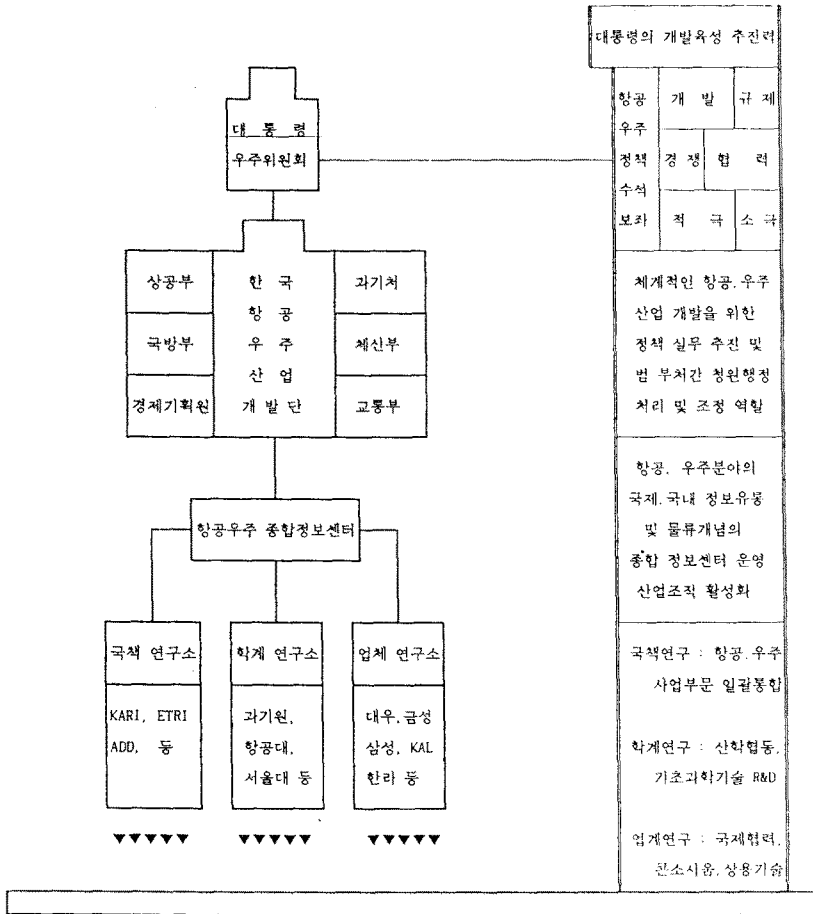 대통령의 개발육성 추진력
항공
우주
정책
수석
보좌
개 발
규 제
경 쟁
협 력
적 극
소 극
대 통 령
우주위원회
상공부
국방부
경제기획원
한 국
항 공
우 주
산 업
개 발 단
과기처
체신부
교통부
체계적인 항공.우주
산업 개발을 위한
정책 실무 추진 및
범 부처간 청원행정
처리 및 조정 역할
항공우주 종합정보센터
항공. 우주분야의
국제.국내 정보유통
및 물류개념의
종합 정보센터 운영
산업조직 활성화
국책 연구소
KARI, ETRI
ADD, 등
학계 연구소
과기원,
항공대,
서울대 등
업체 연구소
대우,금성
삼성, KAL
한라 등
국책연구 : 항공.우주
사업부문 일괄통합
학계연구 : 산학협동,
기초과학기술 R&D
업계연구 : 국제협력,
콘소시움,상용기술